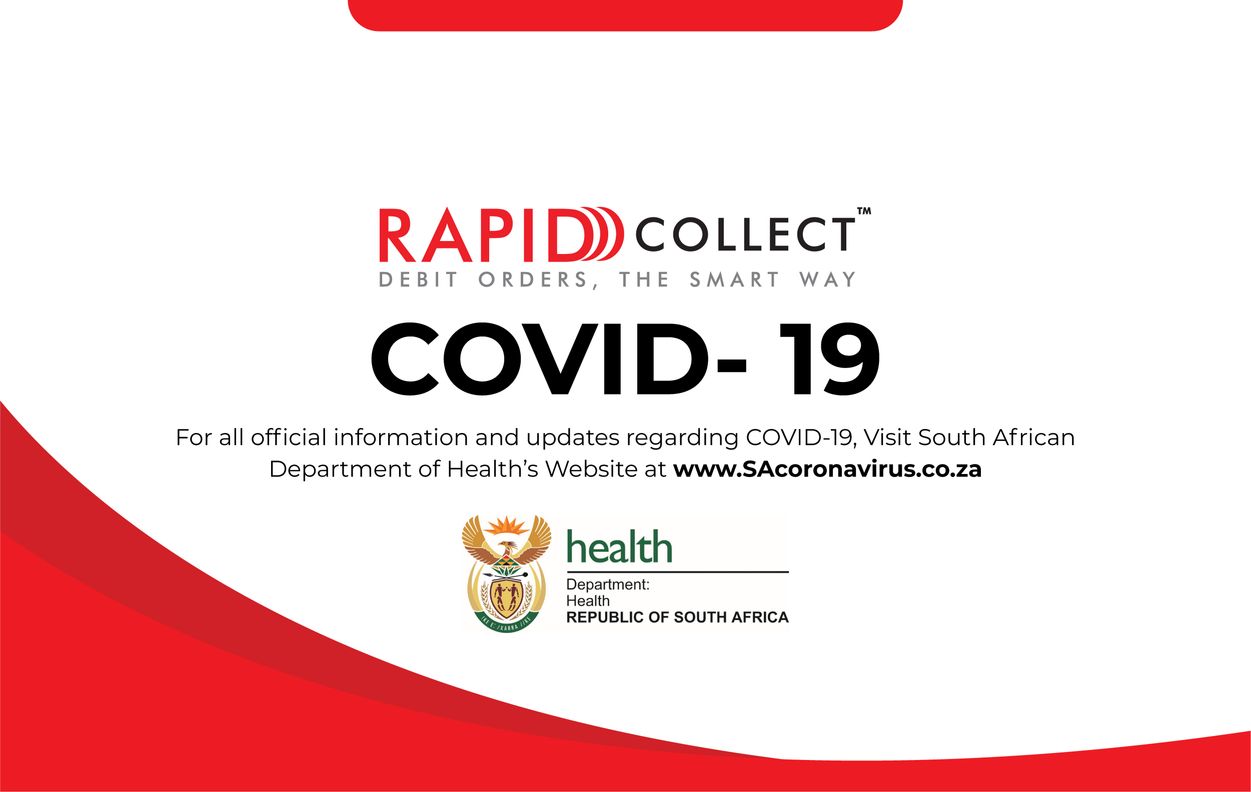 RAPID COLLECT™
DEBIT ORDERS, THE SMART WAY
COVID- 19
For all official information and updates regarding COVID-19, Visit South African
Department of Health’s Website at www.SAcoronavirus.co.za
health
Department:
Health
REPUBLIC OF SOUTH AFRICA